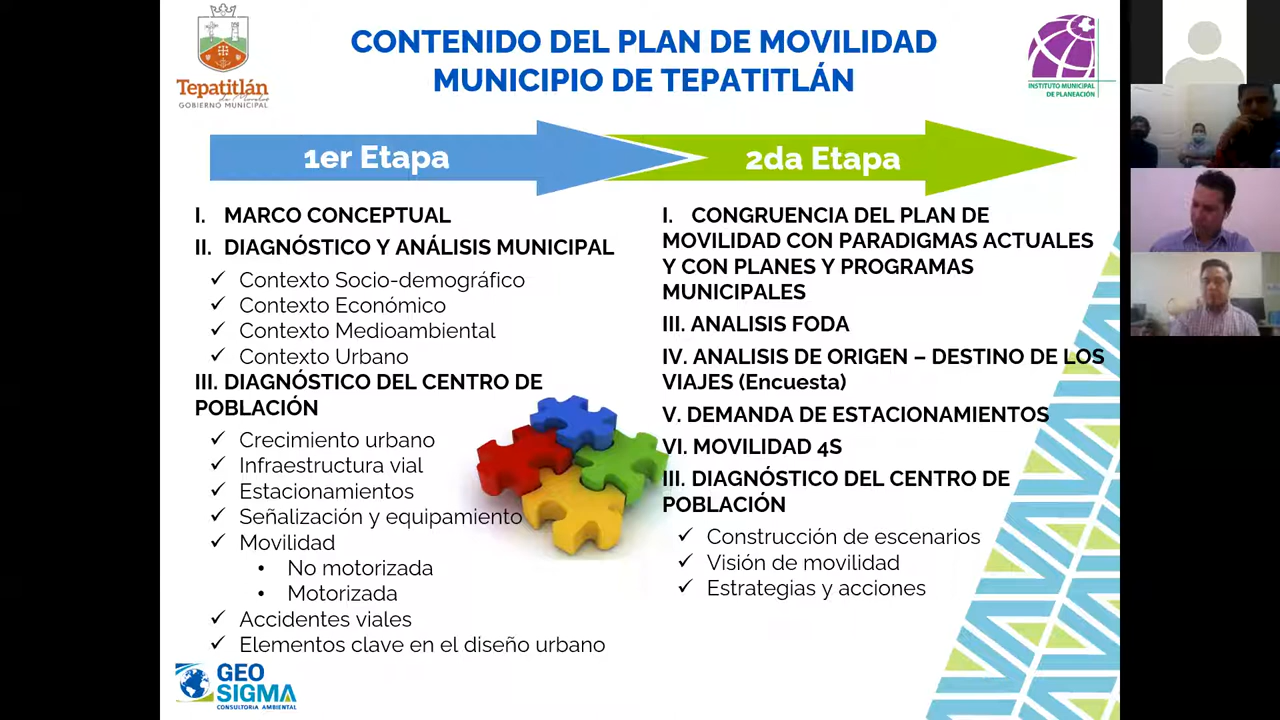 CONTENIDO DEL PLAN DE MOVILIDAD
MUNICIPIO DE TEPATITLÁN
Tepatitlán
de Morelos
GOBIERNO MUNICIPAL
INSTITUTO MUNICIPAL
DE PLANEACIÓN
1er Etapa
2da Etapa
I. MARCO CONCEPTUAL
II. DIAGNÓSTICO Y ANÁLISIS MUNICIPAL
✓ Contexto Socio-demográfico
✓ Contexto Económico
✓ Contexto Medioambiental
✓ Contexto Urbano
III. DIAGNÓSTICO DEL CENTRO DE
POBLACIÓN
✓ Crecimiento urbano
✓ Infraestructura vial
✓ Estacionamientos
✓ Señalización y equipamiento
✓ Movilidad
• No motorizada
• Motorizada
✓ Accidentes viales
✓ Elementos clave en el diseño urbano
I. CONGRUENCIA DEL PLAN DE
MOVILIDAD CON PARADIGMAS ACTUALES
Y CON PLANES Y PROGRAMAS
MUNICIPALES
III. ANALISIS FODA
IV. ANALISIS DE ORIGEN – DESTINO DE LOS
VIAJES (Encuesta)
V. DEMANDA DE ESTACIONAMIENTOS
VI. MOVILIDAD 4S
III. DIAGNÓSTICO DEL CENTRO DE
POBLACIÓN
✓ Construcción de escenarios
✓ Visión de movilidad
✓ Estrategias y acciones
GEO
SIGMA
CONSULTORIA AMBIENTAL